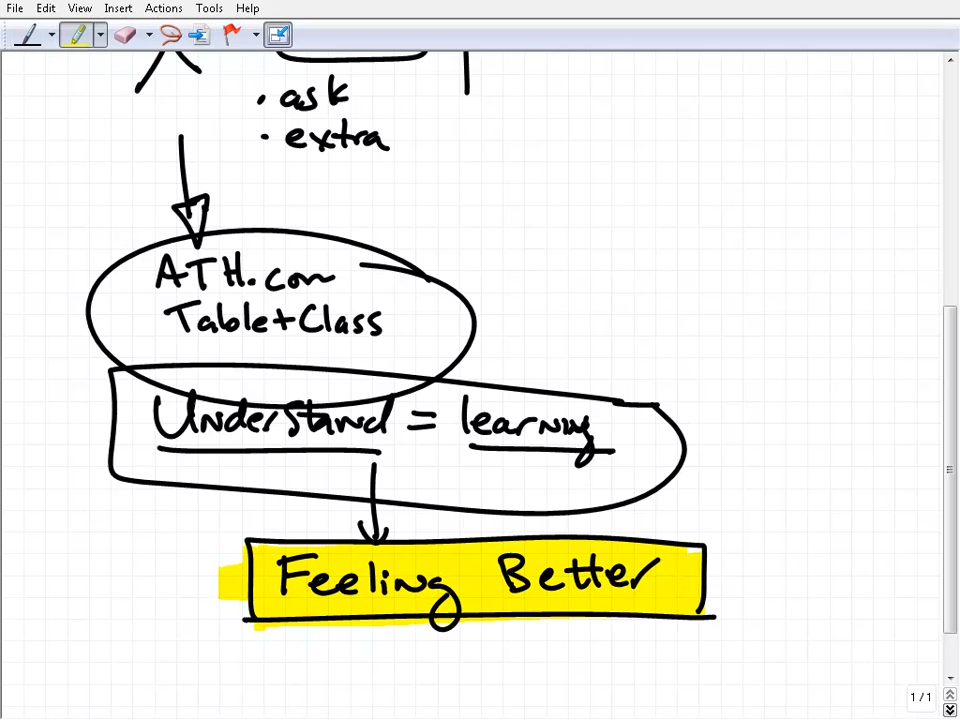 File Edit View Insert Actions Tools Help
• ask
• extra
ATH.com
Table+Class
Understand = learning
Feeling Better
1 / 1